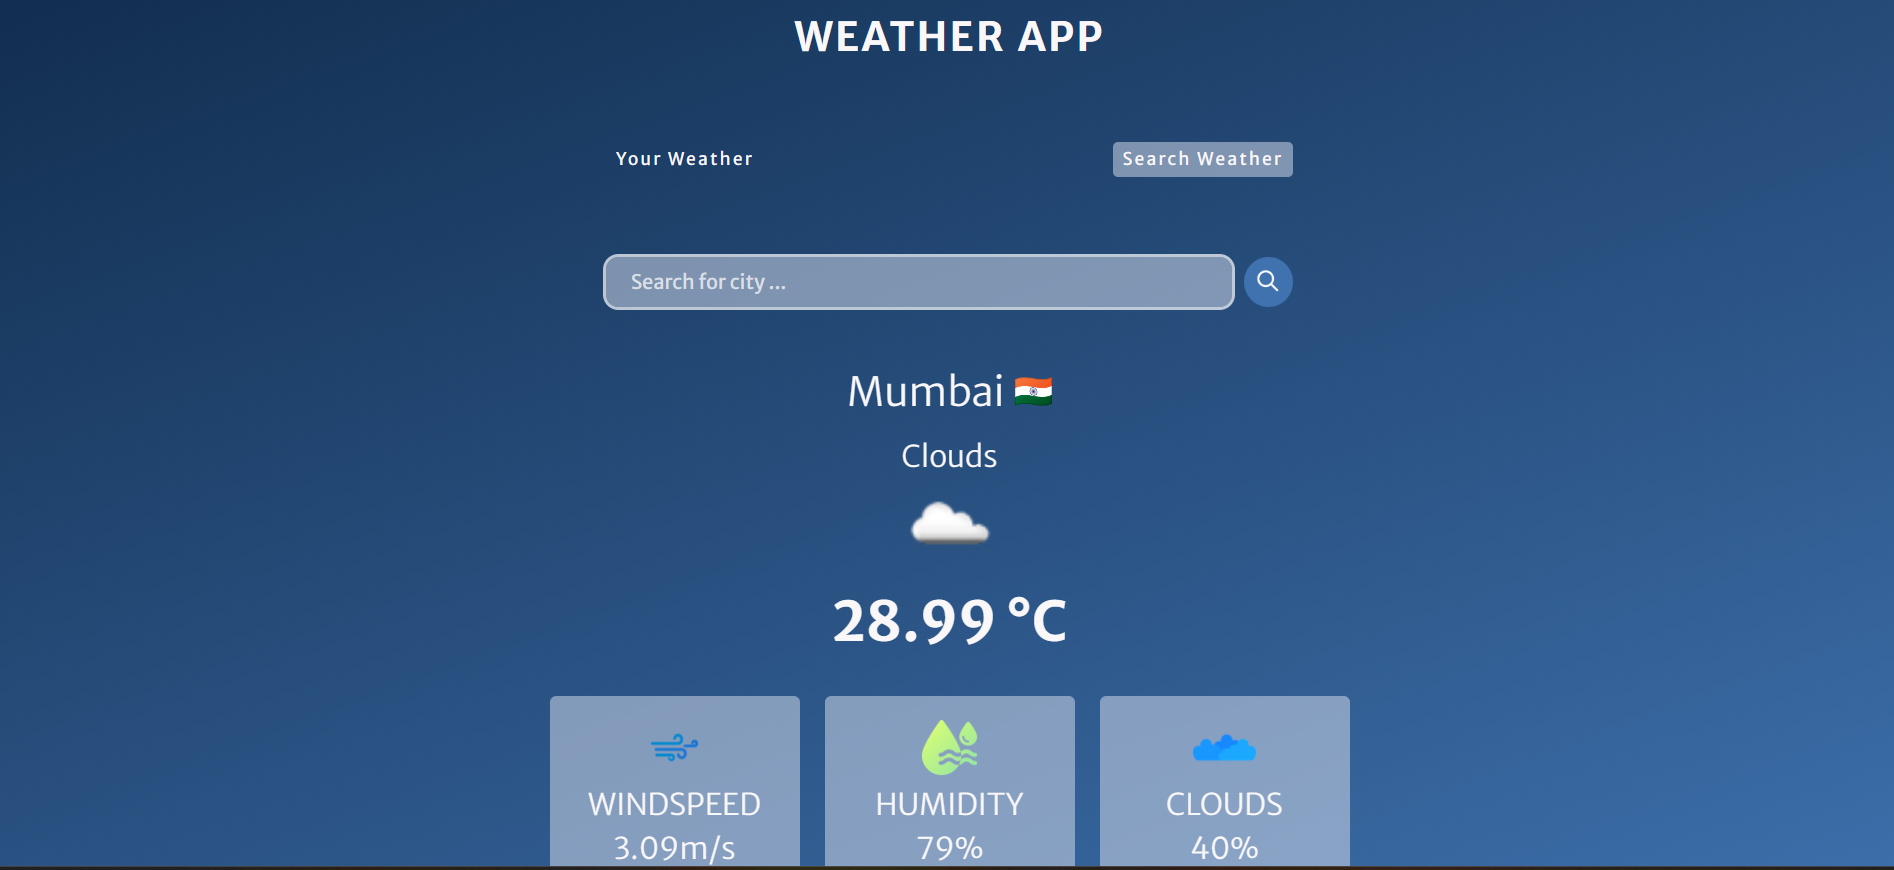 WEATHER APP
Your Weather
Search Weather
Search for city ...
Mumbai 🇮🇳
Clouds
28.99 °C
WINDSPEED
3.09m/s
HUMIDITY
79%
CLOUDS
40%